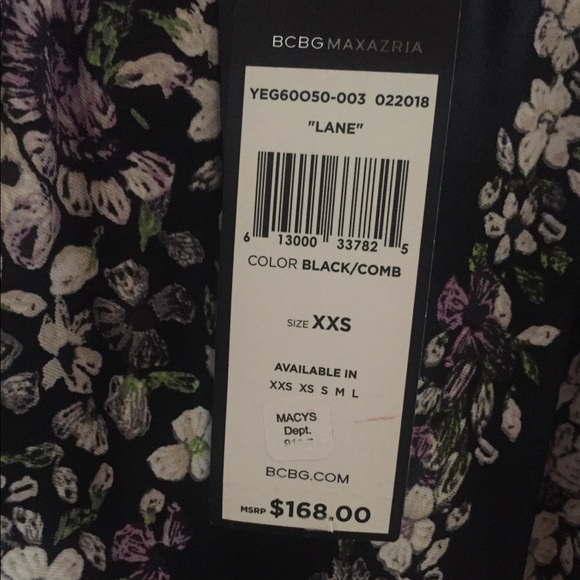 BCBGMAXAZRIA
YEG60O50-003 022018
"LANE"
6 13000 33782 5
COLOR BLACK/COMB
SIZE XXS
AVAILABLE IN
XXS XS S M L
MACYS
Dept.
BCBG.COM
MSRP $168.00